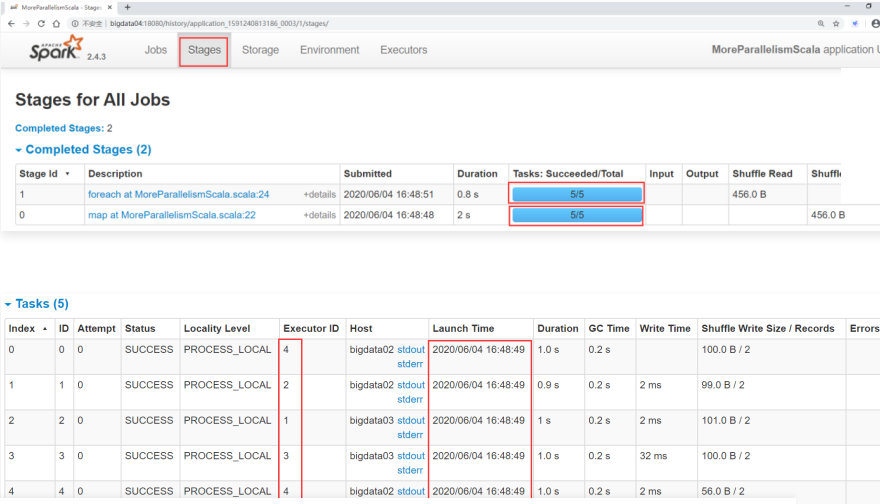 MoreParallelismScala - Stages
不安全 | bigdata04:18080/history/application_1591240813186_0003/1/stages/
APACHE Spark 2.4.3 Jobs Stages Storage Environment Executors MoreParallelismScala application U
Stages for All Jobs
Completed Stages: 2
Completed Stages (2)
Stage Id Description Submitted Duration Tasks: Succeeded/Total Input Output Shuffle Read Shuffle
1 foreach at MoreParallelismScala.scala:24 +details 2020/06/04 16:48:51 0.8 s 5/5 456.0 B
0 map at MoreParallelismScala.scala:22 +details 2020/06/04 16:48:48 2 s 5/5 456.0 B
Tasks (5)
Index ID Attempt Status Locality Level Executor ID Host Launch Time Duration GC Time Write Time Shuffle Write Size / Records Errors
0 0 0 SUCCESS PROCESS_LOCAL 4 bigdata02 stdout 2020/06/04 16:48:49 1.0 s 0.2 s 100.0 B / 2
stderr
1 1 0 SUCCESS PROCESS_LOCAL 2 bigdata02 stdout 2020/06/04 16:48:49 0.9 s 0.2 s 2 ms 99.0 B / 2
stderr
2 2 0 SUCCESS PROCESS_LOCAL 1 bigdata03 stdout 2020/06/04 16:48:49 1 s 0.2 s 2 ms 101.0 B / 2
stderr
3 3 0 SUCCESS PROCESS_LOCAL 3 bigdata03 stdout 2020/06/04 16:48:49 1.0 s 0.2 s 32 ms 100.0 B / 2
stderr
4 4 0 SUCCESS PROCESS_LOCAL 4 bigdata02 stdout 2020/06/04 16:48:49 1.0 s 0.2 s 2 ms 56.0 B / 2